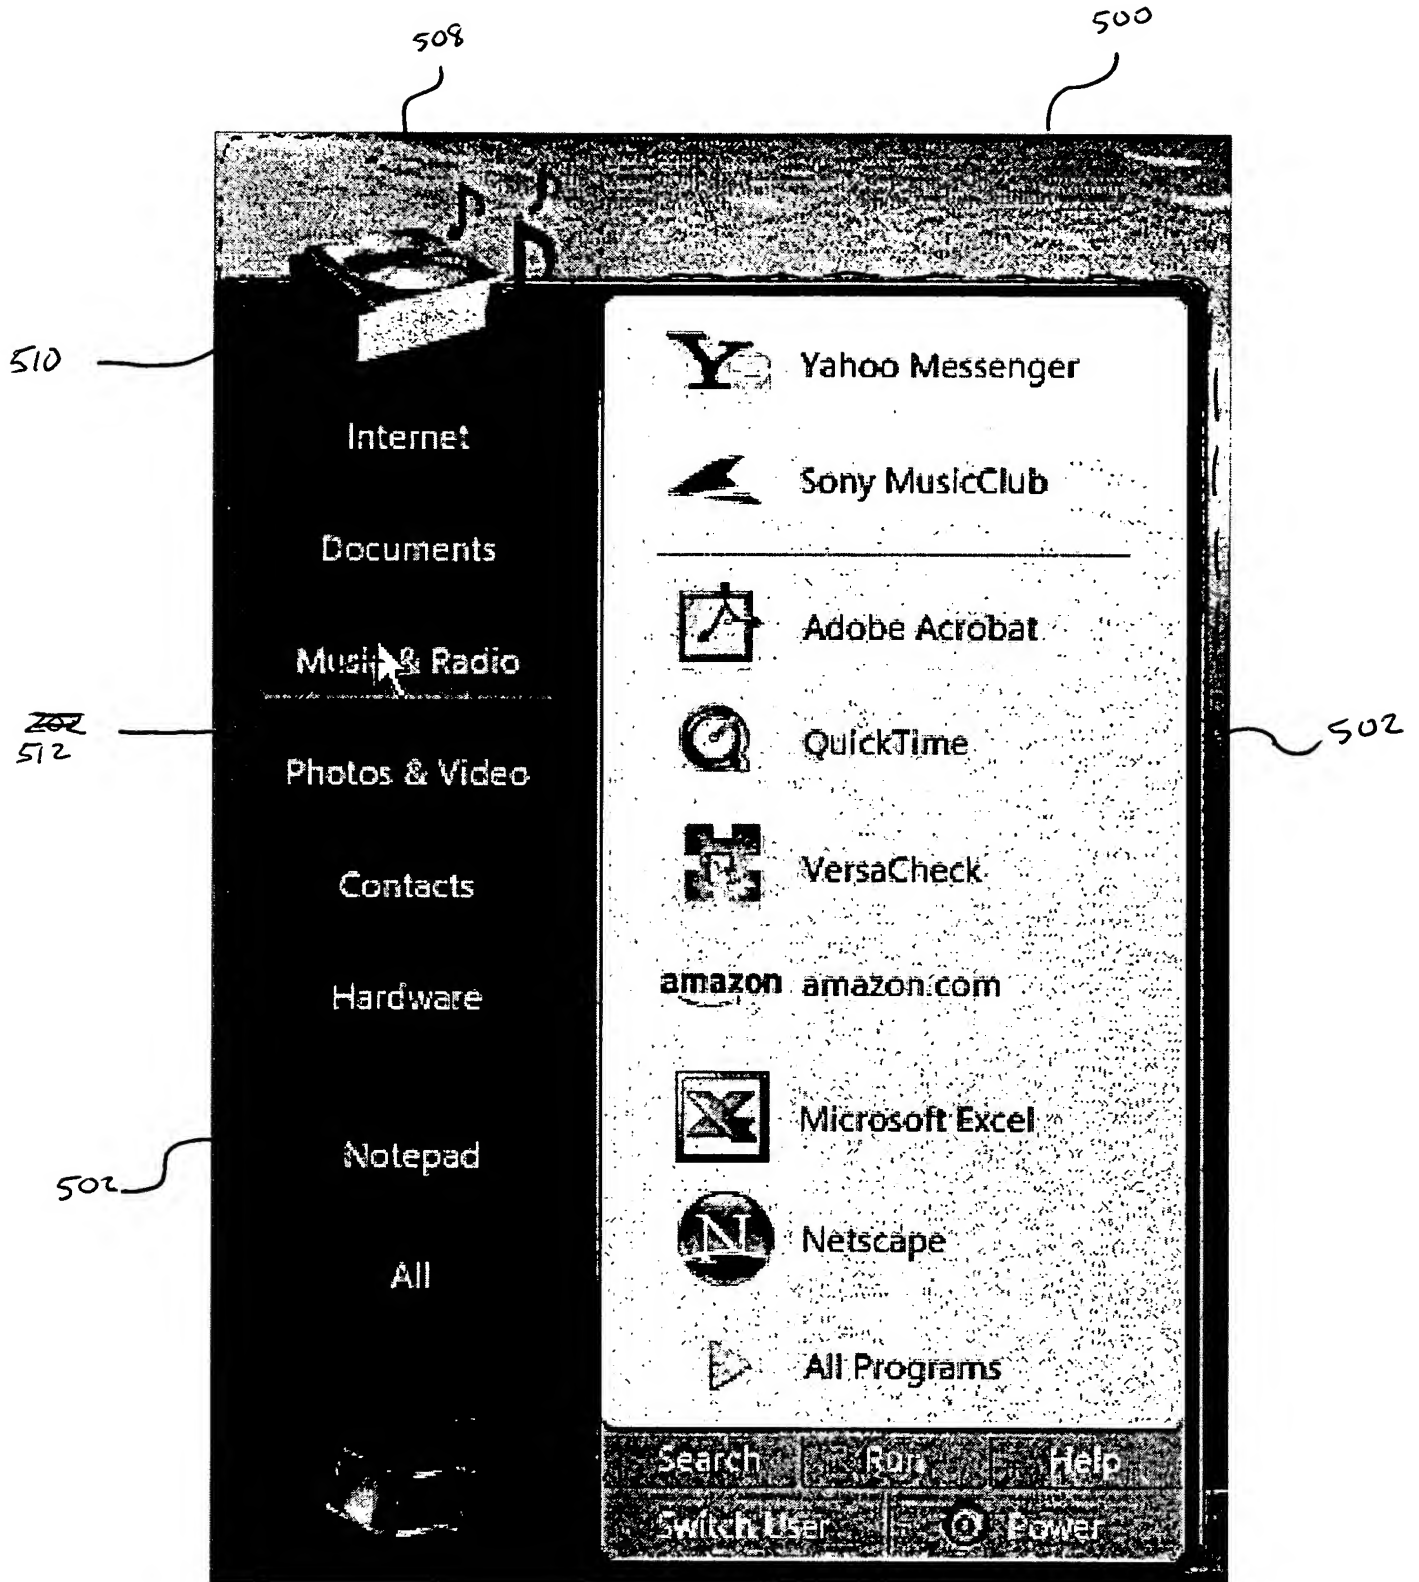 508
500
510
Yahoo Messenger
Internet
Sony MusicClub
Documents
Adobe Acrobat
Music & Radio
202
512
502
QuickTime
Photos & Video
VersaCheck
Contacts
amazon amazon.com
Hardware
Microsoft Excel
Notepad
502
N Netscape
All
All Programs
Search Run Help
Switch User Power